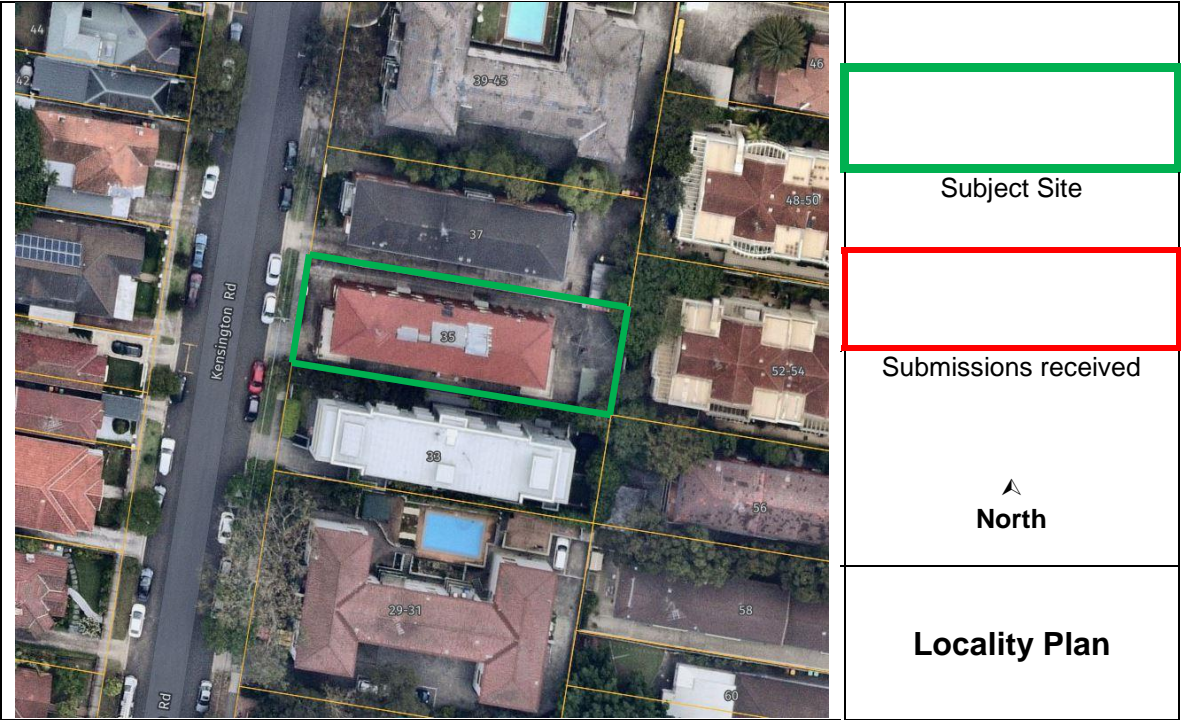 44
42
46
39-45
48-50
37
Kensington Rd
35
52-54
33
56
29-31
58
60
Rd
Subject Site
Submissions received
North
Locality Plan